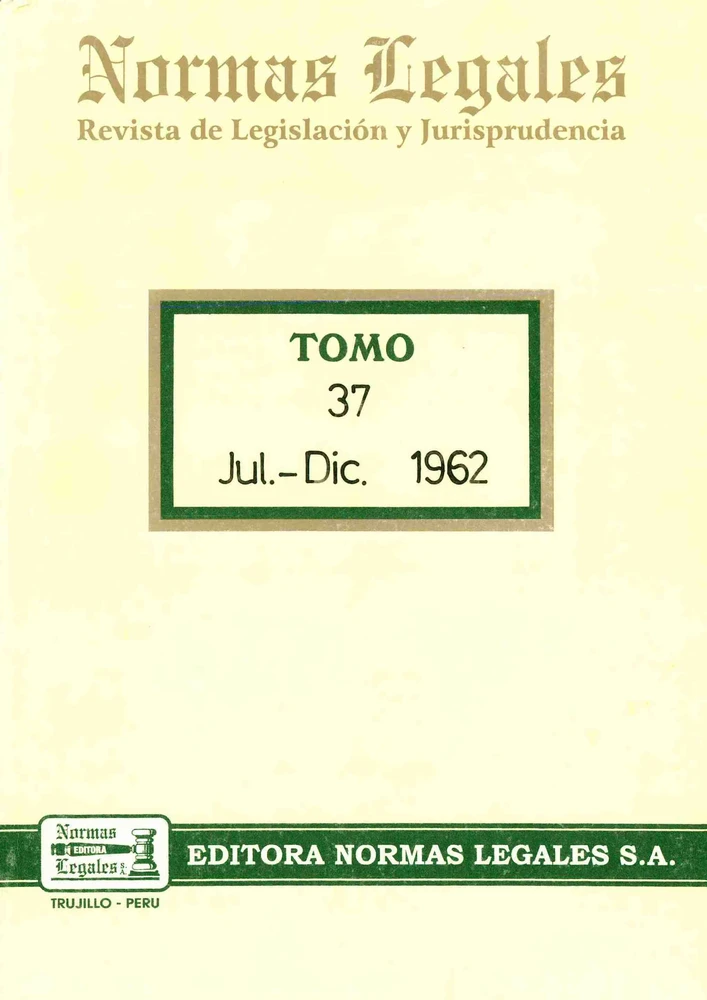 Normas Legales
Revista de Legislación y Jurisprudencia
TOMO
37
Jul.-Dic. 1962
Normas
EDITORA
Legales S.A.
EDITORA NORMAS LEGALES S.A.
TRUJILLO - PERU